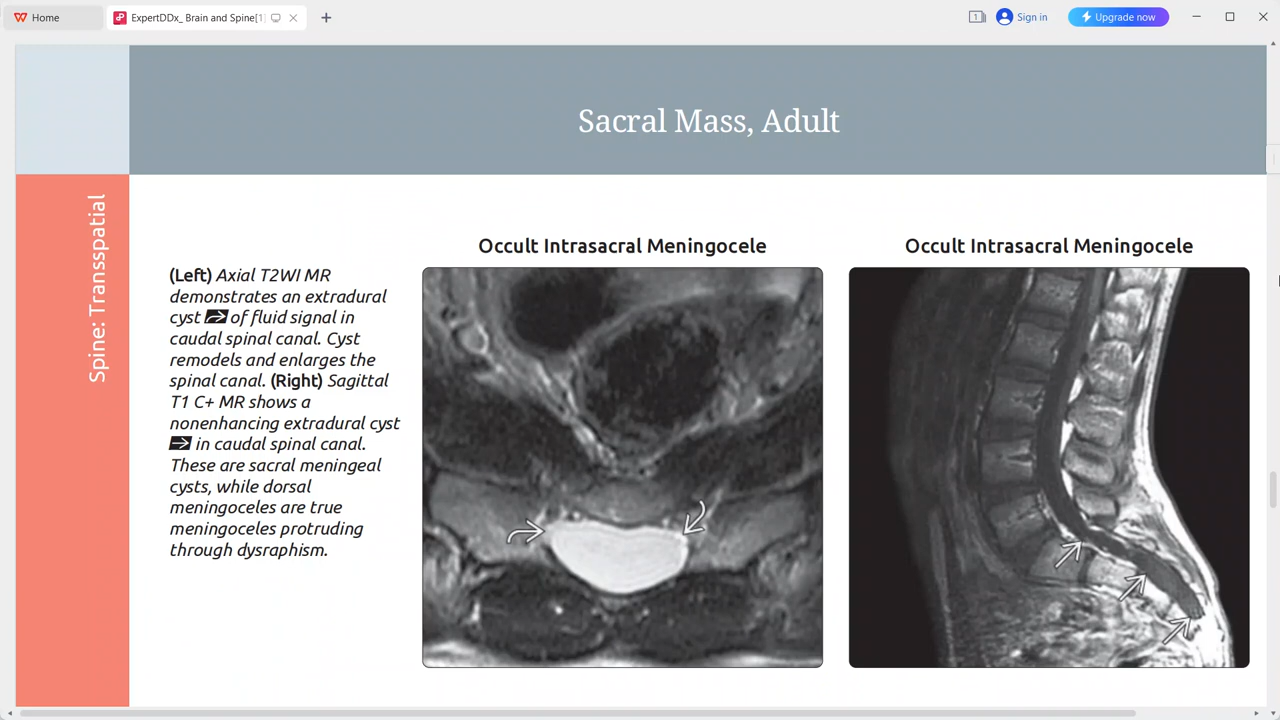 Home
ExpertDDx_ Brain and Spine[1]
1
Sign in
Upgrade now
Sacral Mass, Adult
Spine: Transspatial
(Left) Axial T2WI MR
demonstrates an extradural
cyst of fluid signal in
caudal spinal canal. Cyst
remodels and enlarges the
spinal canal. (Right) Sagittal
T1 C+ MR shows a
nonenhancing extradural cyst
in caudal spinal canal.
These are sacral meningeal
cysts, while dorsal
meningoceles are true
meningoceles protruding
through dysraphism.
Occult Intrasacral Meningocele
Occult Intrasacral Meningocele